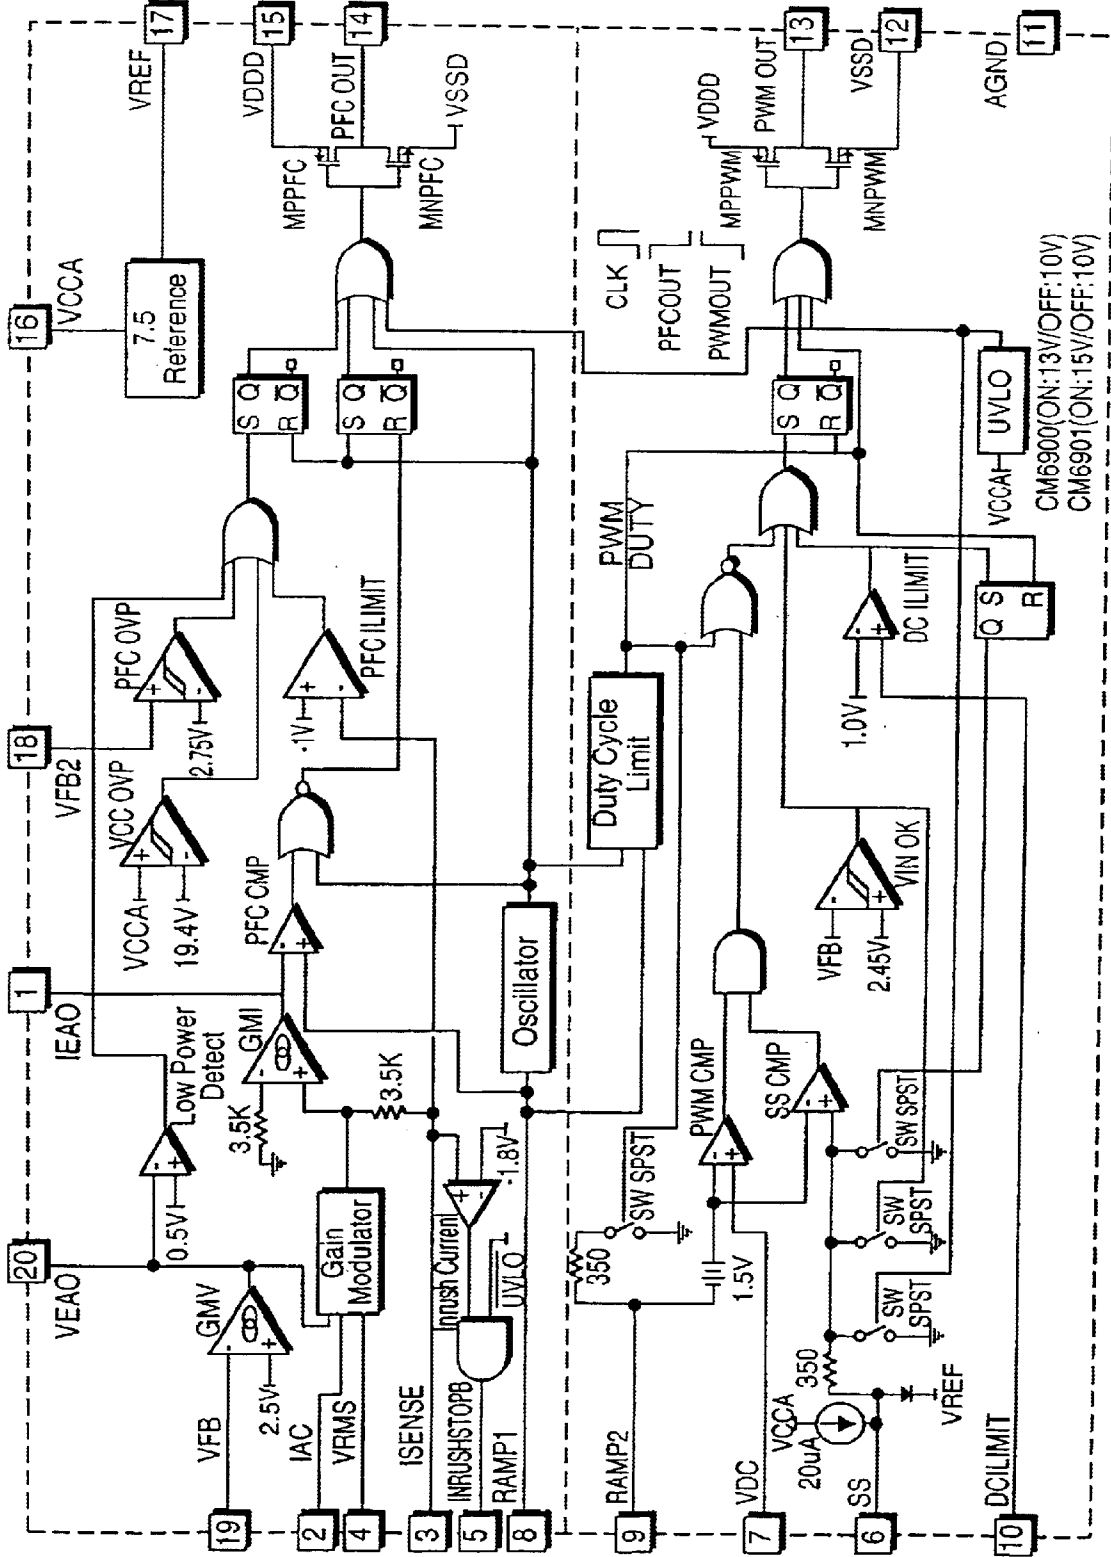 20
1
18
16
VEAO
IEAO
VFB2
VCCA
17
VREF
7.5
Reference
VCC OVP
VCCA
19.4V
PFC OVP
2.75V
Low Power
Detect
0.5V
19
VFB
GMV
2.5V
3.5K
GMI
PFC CMP
S Q
R Q
15
VDDD
MPPFC
2
IAC
4
VRMS
Gain
Modulator
3.5K
-1V
PFC ILIMIT
S Q
R Q
14
PFC OUT
MNPFC
VSSD
3
ISENSE
Inrush Current
-1.8V
5
INRUSHSTOPB
UVLO
8
RAMP1
Oscillator
Duty Cycle
Limit
PWM
DUTY
CLK
PFCOUT
PWMOUT
350
SW SPST
9
RAMP2
1.5V
7
VDC
PWM CMP
SS CMP
VDDD
MPPWM
PWM OUT
13
S Q
R Q
MNPWM
VSSD
12
VCCA
20uA
350
6
SS
VREF
SW
SPST
SW
SPST
SW SPST
VFB
2.45V
VIN OK
1.0V
DC ILIMIT
Q S
R
VCCA
UVLO
10
DCILIMIT
CM6900(ON:13V/OFF:10V)
CM6901(ON:15V/OFF:10V)
AGND
11